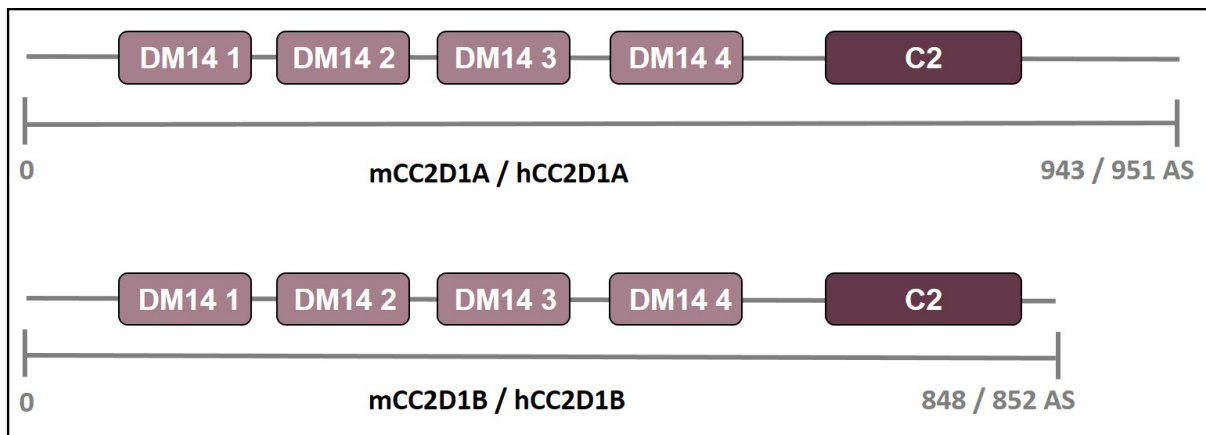 DM14 1 DM14 2 DM14 3 DM14 4 C2
0 mCC2D1A / hCC2D1A 943 / 951 AS
DM14 1 DM14 2 DM14 3 DM14 4 C2
0 mCC2D1B / hCC2D1B 848 / 852 AS